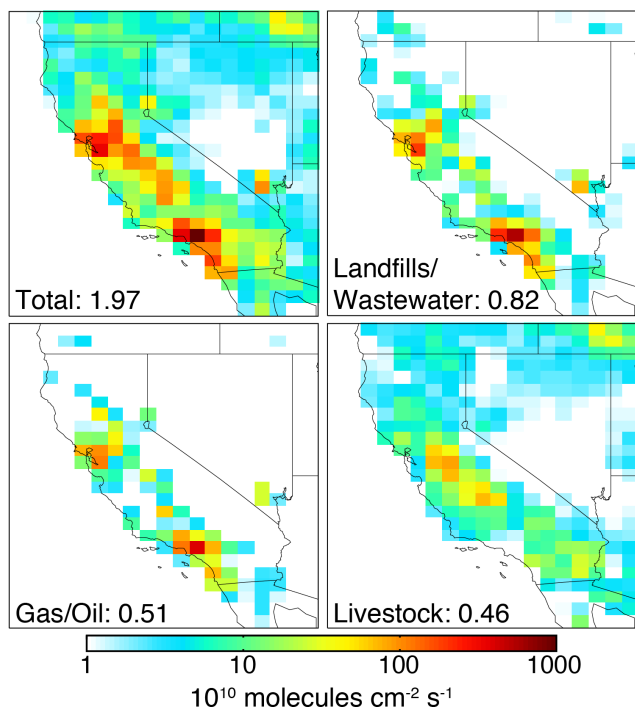 Total: 1.97
Landfills/
Wastewater: 0.82
Gas/Oil: 0.51
Livestock: 0.46
1 10 100 1000
10¹⁰ molecules cm⁻² s⁻¹